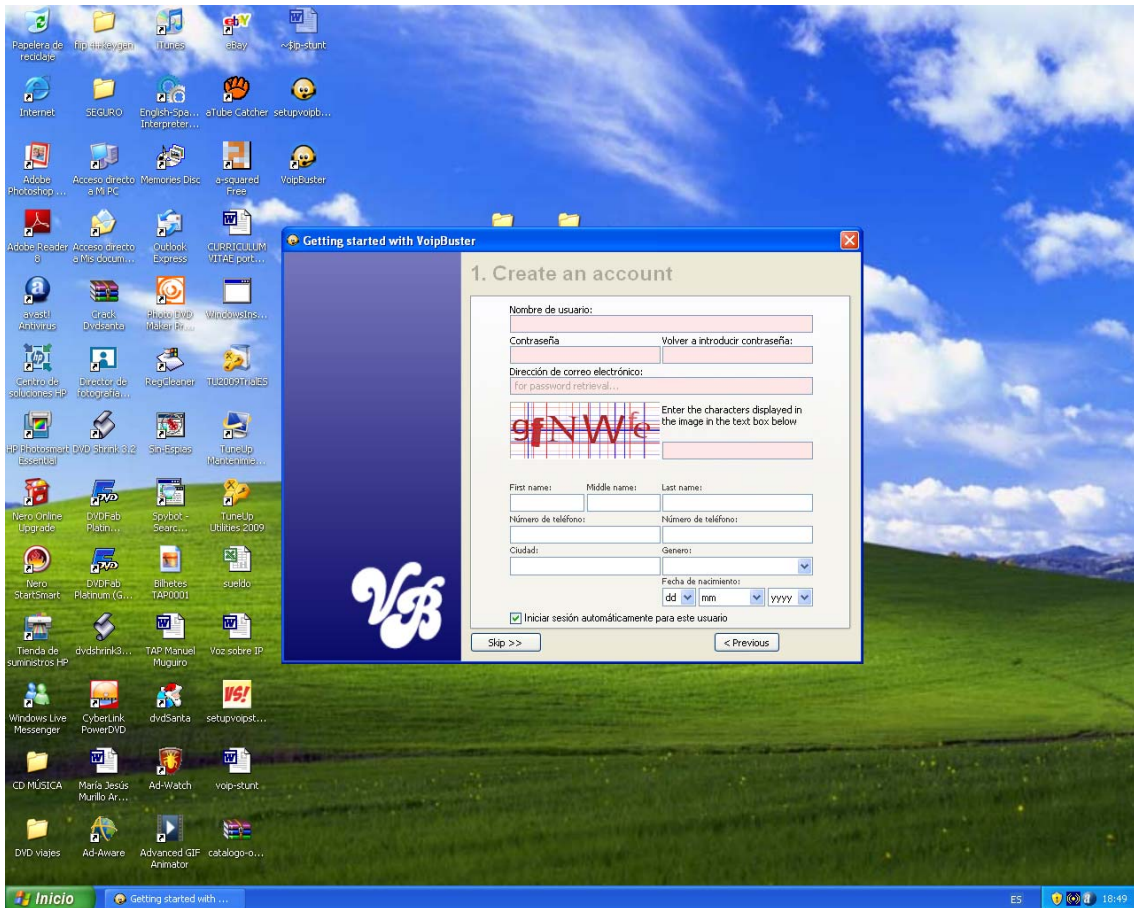 Papelera de
reciclaje
flip 4++keygen
iTunes
eBay
~$ip-stunt
Internet
SEGURO
English-Spa...
Interpreter...
aTube Catcher
setupvoipb...
Adobe
Photoshop ...
Acceso directo
a Mi PC
Memories Disc
a-squared
Free
VoipBuster
Adobe Reader
8
Acceso directo
a Mis docum...
Outlook
Express
CURRICULUM
VITAE port...
avast!
Antivirus
Crack
Dvdsanta
Photo DVD
Maker Pr...
WindowsIns...
Centro de
soluciones HP
Director de
fotografía...
RegCleaner
TU2009TrialES
HP Photosmart
Essential
DVD Shrink 3.2
Sin-Espias
TuneUp
Mantenimie...
Nero Online
Upgrade
DVDFab
Platin...
Spybot -
Searc...
TuneUp
Utilities 2009
Nero
StartSmart
DVDFab
Platinum (G...
Bilhetes
TAP0001
sueldo
Tienda de
suministros HP
dvdshrink3...
TAP Manuel
Muguiro
Voz sobre IP
Windows Live
Messenger
CyberLink
PowerDVD
dvdSanta
VS!
setupvoipst...
CD MÚSICA
María Jesús
Murillo Ar...
Ad-Watch
voip-stunt
DVD viajes
Ad-Aware
Advanced GIF
Animator
catalogo-o...
Getting started with VoipBuster
1. Create an account
Nombre de usuario:
Contraseña
Volver a introducir contraseña:
Dirección de correo electrónico:
for password retrieval...
gfNWfe
Enter the characters displayed in
the image in the text box below
First name:
Middle name:
Last name:
Número de teléfono:
Número de teléfono:
Ciudad:
Genero:
Fecha de nacimiento:
dd
mm
yyyy
Iniciar sesión automáticamente para este usuario
VB
Skip >>
< Previous
Inicio
Getting started with ...
ES
18:49